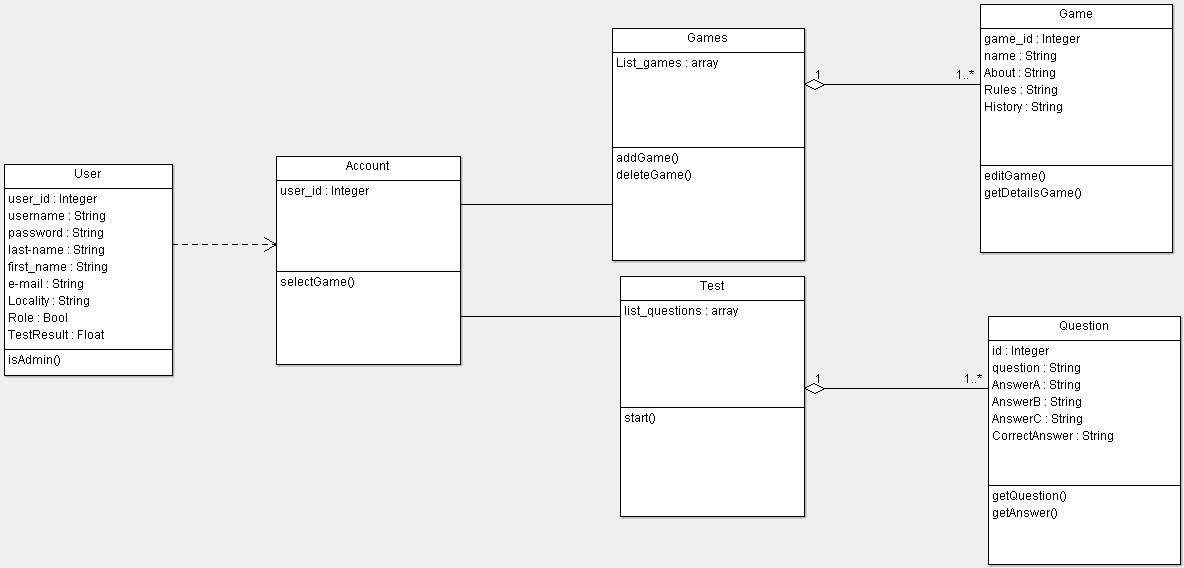 User
user_id : Integer
username : String
password : String
last-name : String
first_name : String
e-mail : String
Locality : String
Role : Bool
TestResult : Float
isAdmin()
Account
user_id : Integer
selectGame()
Games
List_games : array
addGame()
deleteGame()
1
1..*
Game
game_id : Integer
name : String
About : String
Rules : String
History : String
editGame()
getDetailsGame()
Test
list_questions : array
start()
1
1..*
Question
id : Integer
question : String
AnswerA : String
AnswerB : String
AnswerC : String
CorrectAnswer : String
getQuestion()
getAnswer()